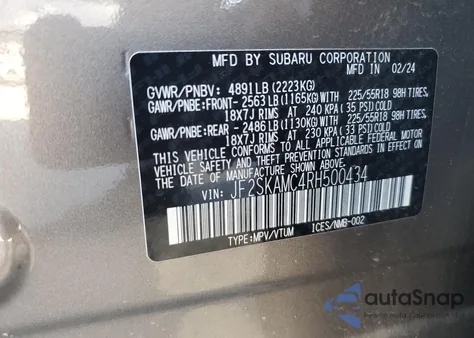 MFD BY SUBARU CORPORATION
MFD IN 02/24
GVWR/PNBV: 4891LB(2223KG)
GAWR/PNBE:FRONT- 2563LB(1165KG)WITH 225/55R18 98H TIRES,
18X7J RIMS AT 240 KPA(35 PSI)COLD
GAWR/PNBE:REAR - 2486LB(1130KG)WITH 225/55R18 98H TIRES,
18X7J RIMS AT 230 KPA(33 PSI)COLD
THIS VEHICLE CONFORMS TO ALL APPLICABLE FEDERAL MOTOR
VEHICLE SAFETY AND THEFT PREVENTION STANDARDS IN
EFFECT ON THE DATE OF MANUFACTURE SHOWN ABOVE.
VIN: JF2SKAMC4RH500434
TYPE:MPV/VTUM ICES/NMB-002
autoSnap